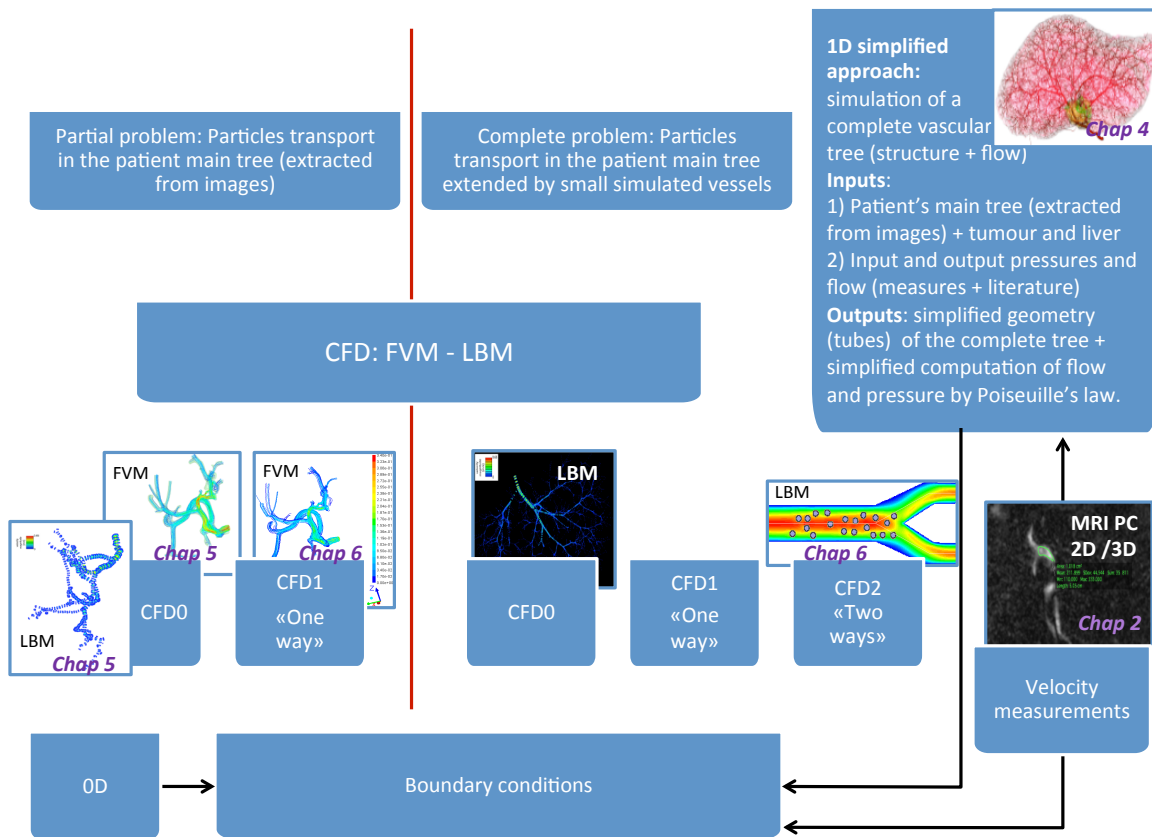 Partial problem: Particles transport
in the patient main tree (extracted
from images)
Complete problem: Particles
transport in the patient main tree
extended by small simulated vessels
1D simplified
approach:
simulation of a
complete vascular
tree (structure + flow)
Chap 4
Inputs:
1) Patient's main tree (extracted
from images) + tumour and liver
2) Input and output pressures and
flow (measures + literature)
Outputs: simplified geometry
(tubes) of the complete tree +
simplified computation of flow
and pressure by Poiseuille's law.
CFD: FVM - LBM
FVM
Chap 5
FVM
Chap 6
LBM
Chap 5
CFD0
CFD1
«One
way»
LBM
CFD0
CFD1
«One
way»
LBM
Chap 6
CFD2
«Two
ways»
MRI PC
2D /3D
Chap 2
Velocity
measurements
0D
Boundary conditions